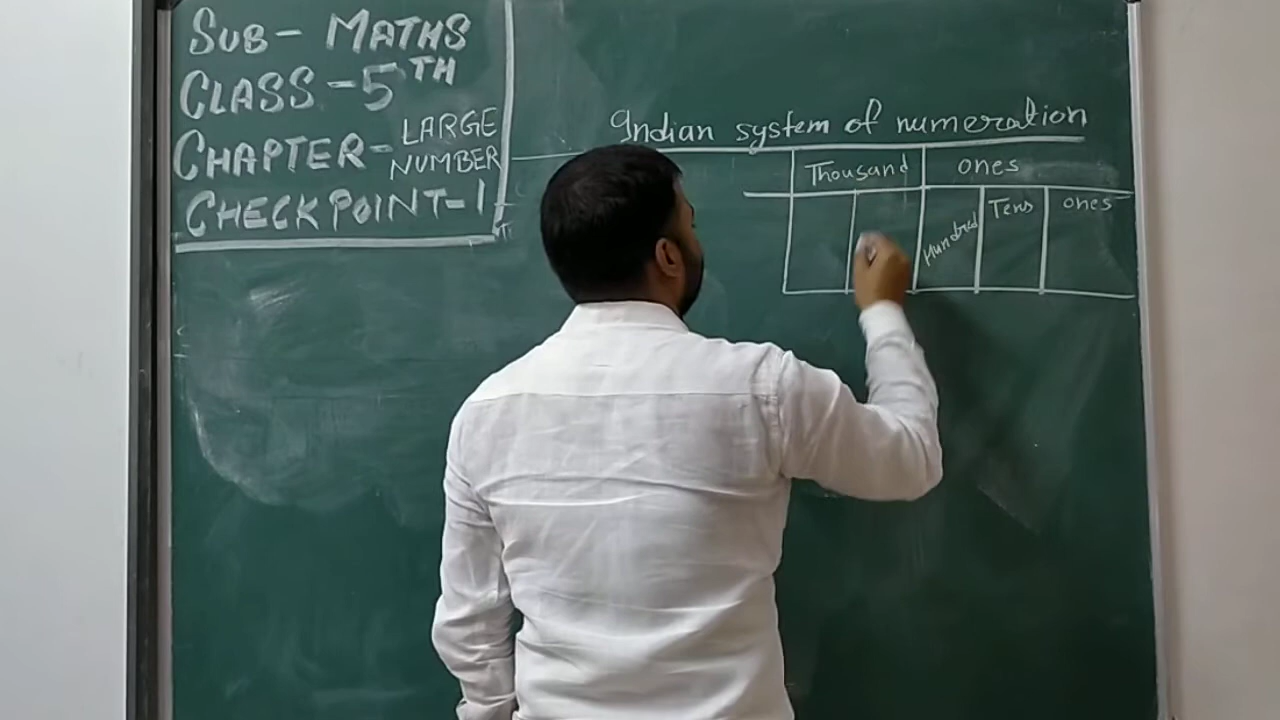 SUB- MATHS
CLASS-5TH
CHAPTER- LARGE NUMBER
CHECKPOINT-1
Indian system of numeration
Thousand ones
Hundred Tens ones